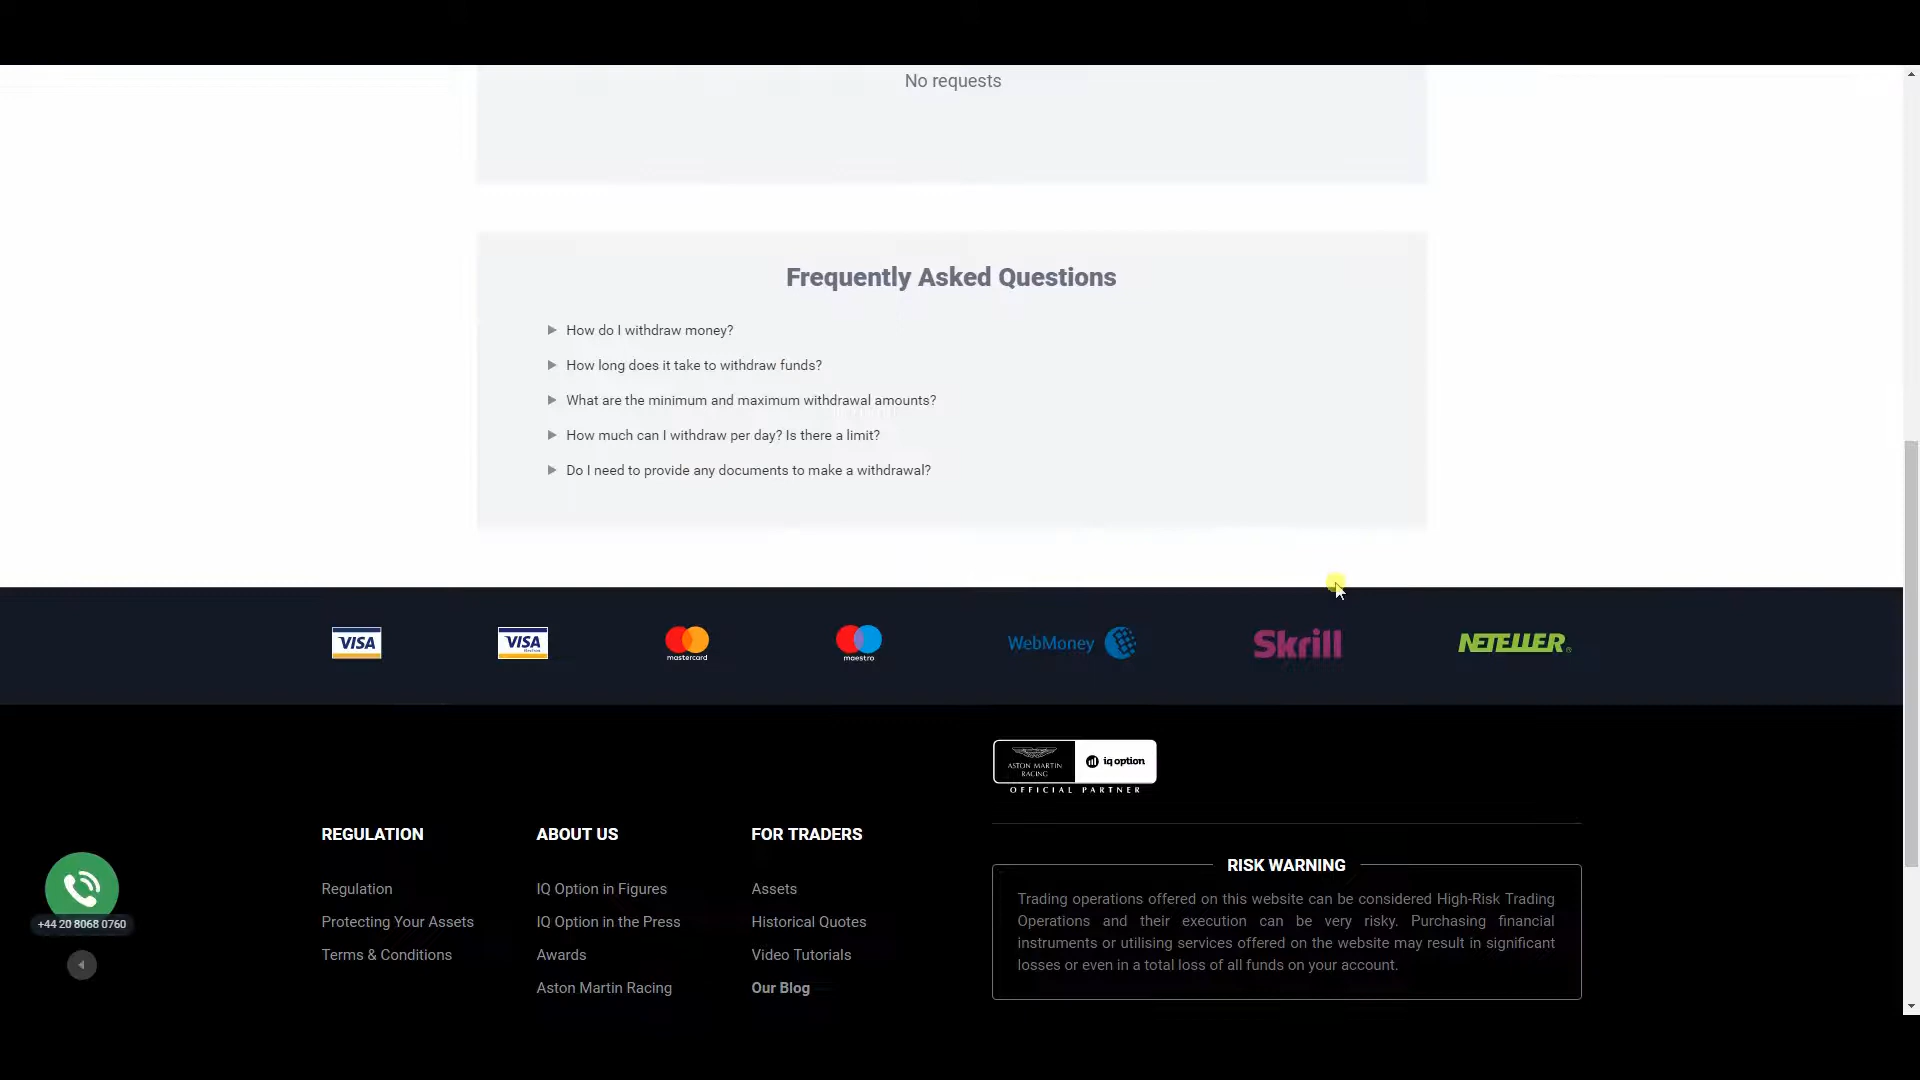 No requests
Frequently Asked Questions
How do I withdraw money?
How long does it take to withdraw funds?
What are the minimum and maximum withdrawal amounts?
How much can I withdraw per day? Is there a limit?
Do I need to provide any documents to make a withdrawal?
VISA
VISA
mastercard
maestro
WebMoney
Skrill
NETELLER
ASTON MARTIN
RACING
iq option
OFFICIAL PARTNER
REGULATION
Regulation
Protecting Your Assets
Terms & Conditions
ABOUT US
IQ Option in Figures
IQ Option in the Press
Awards
Aston Martin Racing
FOR TRADERS
Assets
Historical Quotes
Video Tutorials
Our Blog
RISK WARNING
Trading operations offered on this website can be considered High-Risk Trading
Operations and their execution can be very risky. Purchasing financial
instruments or utilising services offered on the website may result in significant
losses or even in a total loss of all funds on your account.
+44 20 8068 0760